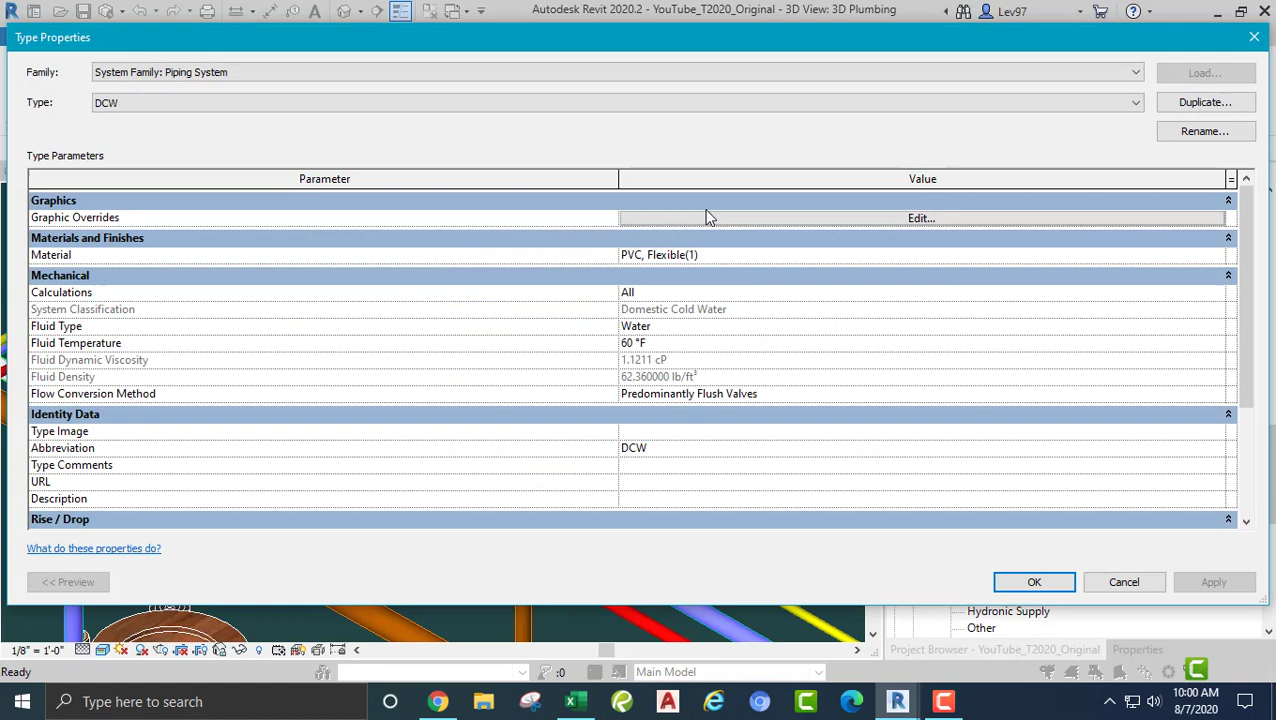 Autodesk Revit 2020.2 - YouTube_T2020_Original - 3D View: 3D Plumbing
Lev97
Type Properties
Family: System Family: Piping System Load...
Type: DCW Duplicate...
Rename...
Type Parameters
Parameter Value =
Graphics
Graphic Overrides Edit...
Materials and Finishes
Material PVC, Flexible(1)
Mechanical
Calculations All
System Classification Domestic Cold Water
Fluid Type Water
Fluid Temperature 60 °F
Fluid Dynamic Viscosity 1.1211 cP
Fluid Density 62.360000 lb/ft³
Flow Conversion Method Predominantly Flush Valves
Identity Data
Type Image
Abbreviation DCW
Type Comments
URL
Description
Rise / Drop
What do these properties do?
<< Preview OK Cancel Apply
Hydronic Supply
Other
1/8" = 1'-0"
Project Browser - YouTube_T2020_Original Properties
Ready :0 Main Model
Type here to search
10:00 AM
8/7/2020